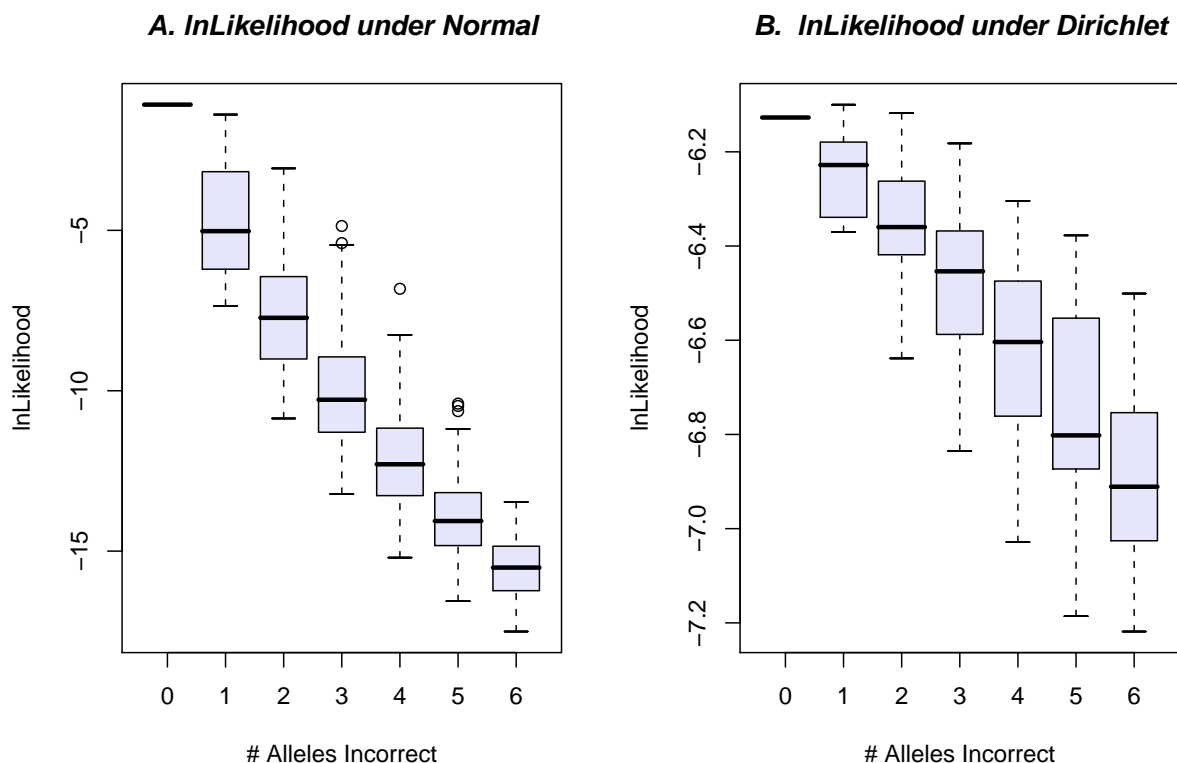 A. lnLikelihood under Normal
lnLikelihood
−5
−10
−15
0 1 2 3 4 5 6
# Alleles Incorrect
B. lnLikelihood under Dirichlet
lnLikelihood
−6.2
−6.4
−6.6
−6.8
−7.0
−7.2
0 1 2 3 4 5 6
# Alleles Incorrect